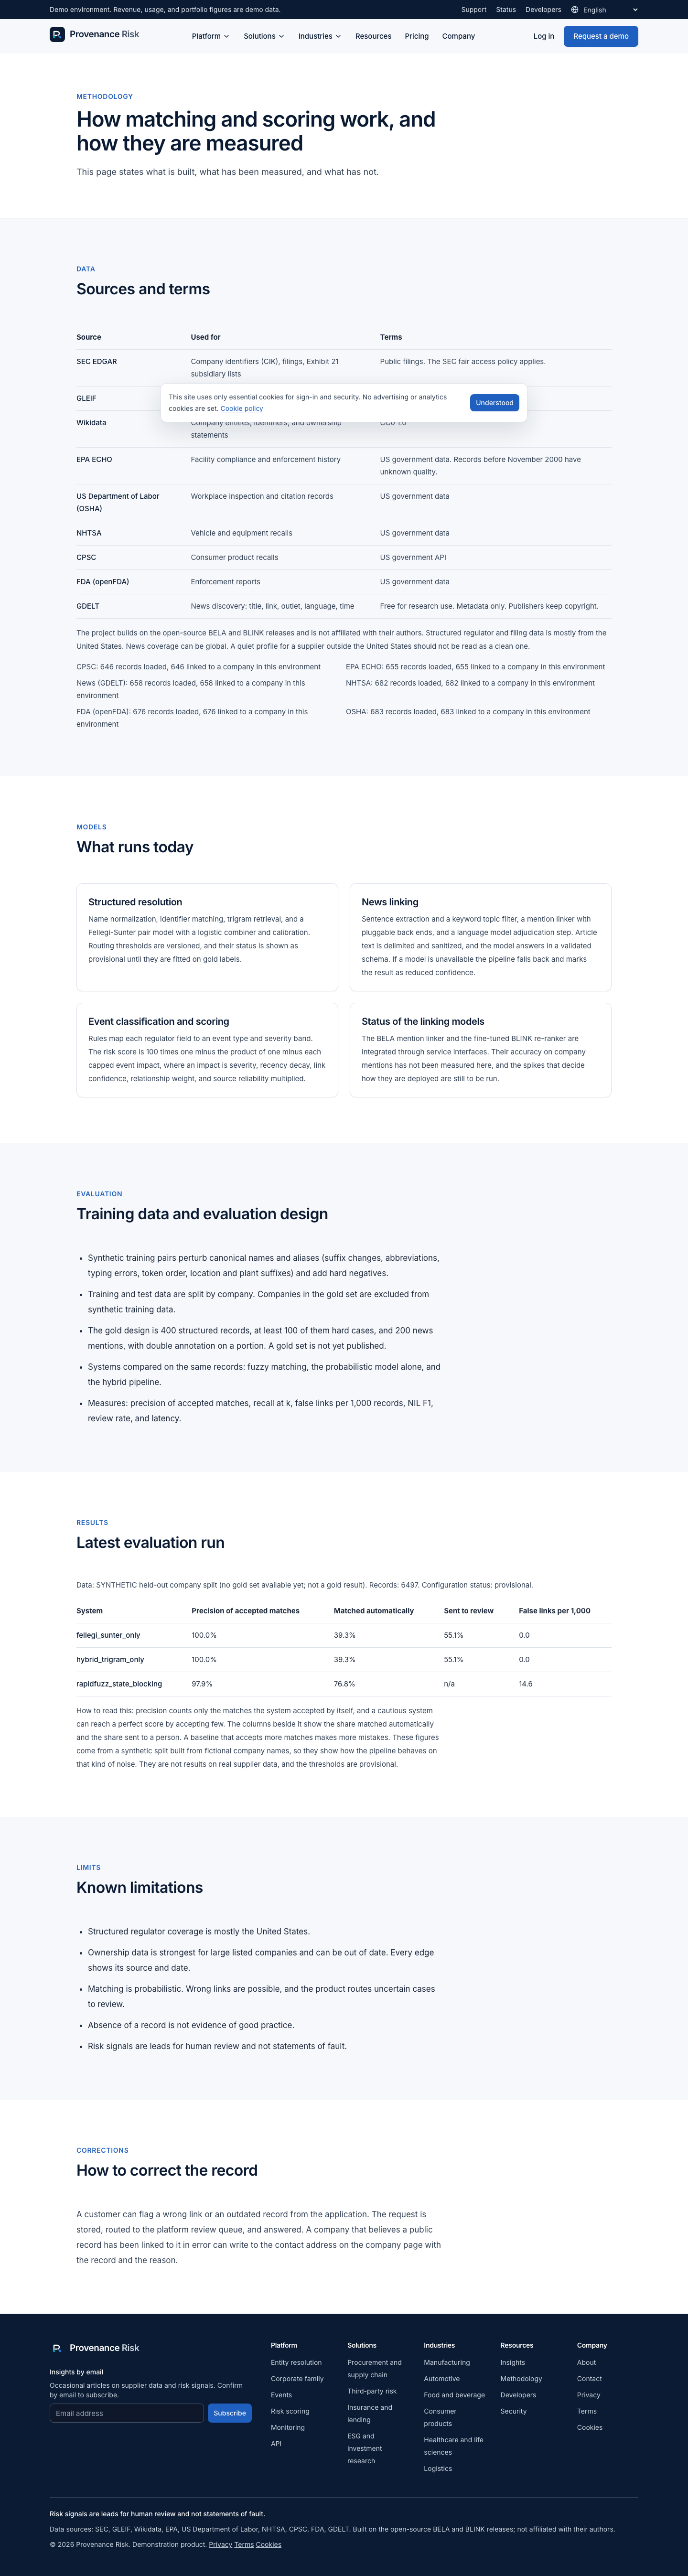 Demo environment. Revenue, usage, and portfolio figures are demo data.
Support Status Developers English
Provenance Risk
Platform Solutions Industries Resources Pricing Company
Log in Request a demo
METHODOLOGY
How matching and scoring work, and
how they are measured
This page states what is built, what has been measured, and what has not.
DATA
Sources and terms
Source Used for Terms
SEC EDGAR Company identifiers (CIK), filings, Exhibit 21 Public filings. The SEC fair access policy applies.
subsidiary lists
GLEIF
This site uses only essential cookies for sign-in and security. No advertising or analytics
cookies are set. Cookie policy
Understood
Wikidata Company entities, identifiers, and ownership CC0 1.0
statements
EPA ECHO Facility compliance and enforcement history US government data. Records before November 2000 have
unknown quality.
US Department of Labor Workplace inspection and citation records US government data
(OSHA)
NHTSA Vehicle and equipment recalls US government data
CPSC Consumer product recalls US government API
FDA (openFDA) Enforcement reports US government data
GDELT News discovery: title, link, outlet, language, time Free for research use. Metadata only. Publishers keep copyright.
The project builds on the open-source BELA and BLINK releases and is not affiliated with their authors. Structured regulator and filing data is mostly from the
United States. News coverage can be global. A quiet profile for a supplier outside the United States should not be read as a clean one.
CPSC: 646 records loaded, 646 linked to a company in this environment
EPA ECHO: 655 records loaded, 655 linked to a company in this environment
News (GDELT): 658 records loaded, 658 linked to a company in this
environment
NHTSA: 682 records loaded, 682 linked to a company in this environment
FDA (openFDA): 676 records loaded, 676 linked to a company in this
environment
OSHA: 683 records loaded, 683 linked to a company in this environment
MODELS
What runs today
Structured resolution
Name normalization, identifier matching, trigram retrieval, and a
Fellegi-Sunter pair model with a logistic combiner and calibration.
Routing thresholds are versioned, and their status is shown as
provisional until they are fitted on gold labels.
News linking
Sentence extraction and a keyword topic filter, a mention linker with
pluggable back ends, and a language model adjudication step. Article
text is delimited and sanitized, and the model answers in a validated
schema. If a model is unavailable the pipeline falls back and marks
the result as reduced confidence.
Event classification and scoring
Rules map each regulator field to an event type and severity band.
The risk score is 100 times one minus the product of one minus each
capped event impact, where an impact is severity, recency decay, link
confidence, relationship weight, and source reliability multiplied.
Status of the linking models
The BELA mention linker and the fine-tuned BLINK re-ranker are
integrated through service interfaces. Their accuracy on company
mentions has not been measured here, and the spikes that decide
how they are deployed are still to be run.
EVALUATION
Training data and evaluation design
• Synthetic training pairs perturb canonical names and aliases (suffix changes, abbreviations,
typing errors, token order, location and plant suffixes) and add hard negatives.
• Training and test data are split by company. Companies in the gold set are excluded from
synthetic training data.
• The gold design is 400 structured records, at least 100 of them hard cases, and 200 news
mentions, with double annotation on a portion. A gold set is not yet published.
• Systems compared on the same records: fuzzy matching, the probabilistic model alone, and
the hybrid pipeline.
• Measures: precision of accepted matches, recall at k, false links per 1,000 records, NIL F1,
review rate, and latency.
RESULTS
Latest evaluation run
Data: SYNTHETIC held-out company split (no gold set available yet; not a gold result). Records: 6497. Configuration status: provisional.
System Precision of accepted matches Matched automatically Sent to review False links per 1,000
fellegi_sunter_only 100.0% 39.3% 55.1% 0.0
hybrid_trigram_only 100.0% 39.3% 55.1% 0.0
rapidfuzz_state_blocking 97.9% 76.8% n/a 14.6
How to read this: precision counts only the matches the system accepted by itself, and a cautious system
can reach a perfect score by accepting few. The columns beside it show the share matched automatically
and the share sent to a person. A baseline that accepts more matches makes more mistakes. These figures
come from a synthetic split built from fictional company names, so they show how the pipeline behaves on
that kind of noise. They are not results on real supplier data, and the thresholds are provisional.
LIMITS
Known limitations
• Structured regulator coverage is mostly the United States.
• Ownership data is strongest for large listed companies and can be out of date. Every edge
shows its source and date.
• Matching is probabilistic. Wrong links are possible, and the product routes uncertain cases
to review.
• Absence of a record is not evidence of good practice.
• Risk signals are leads for human review and not statements of fault.
CORRECTIONS
How to correct the record
A customer can flag a wrong link or an outdated record from the application. The request is
stored, routed to the platform review queue, and answered. A company that believes a public
record has been linked to it in error can write to the contact address on the company page with
the record and the reason.
Provenance Risk
Insights by email
Occasional articles on supplier data and risk signals. Confirm
by email to subscribe.
Email address Subscribe
Platform
Entity resolution
Corporate family
Events
Risk scoring
Monitoring
API
Solutions
Procurement and
supply chain
Third-party risk
Insurance and
lending
ESG and
investment
research
Industries
Manufacturing
Automotive
Food and beverage
Consumer
products
Healthcare and life
sciences
Logistics
Resources
Insights
Methodology
Developers
Security
Company
About
Contact
Privacy
Terms
Cookies
Risk signals are leads for human review and not statements of fault.
Data sources: SEC, GLEIF, Wikidata, EPA, US Department of Labor, NHTSA, CPSC, FDA, GDELT. Built on the open-source BELA and BLINK releases; not affiliated with their authors.
© 2026 Provenance Risk. Demonstration product. Privacy Terms Cookies